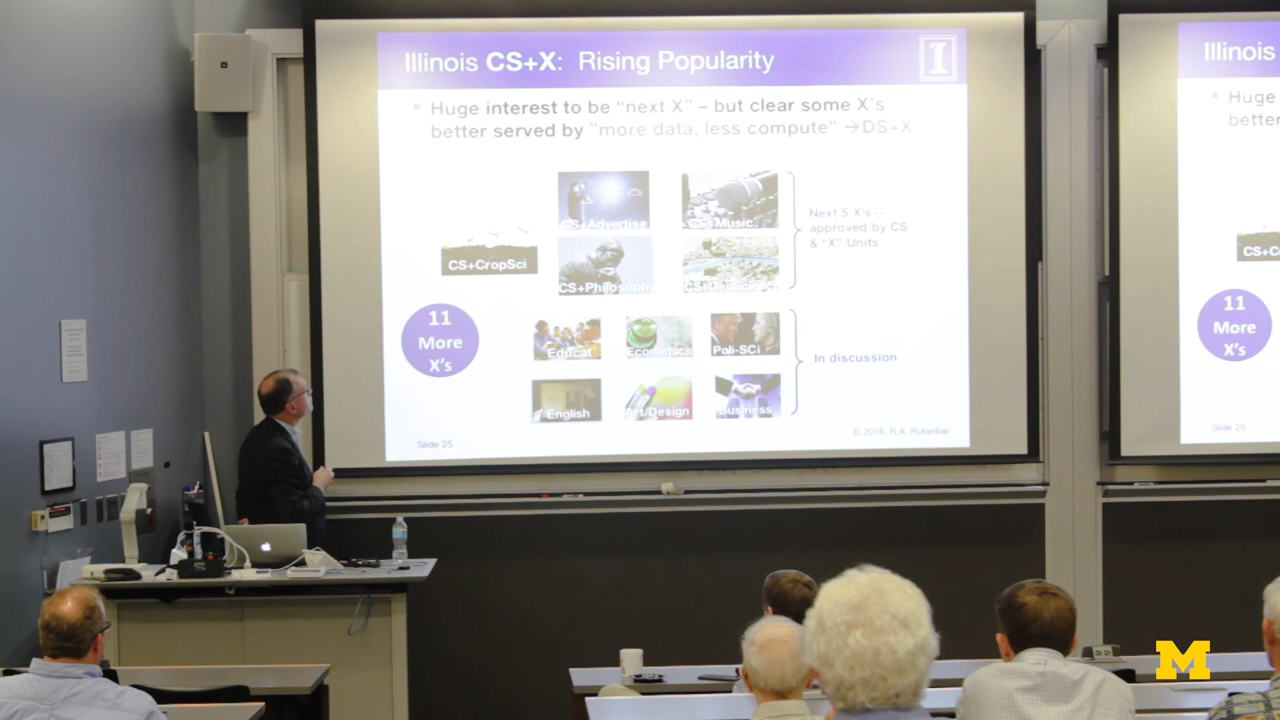 Illinois CS+X: Rising Popularity
Huge interest to be "next X" – but clear some X's
better served by "more data, less compute" →DS+X
CS+Advertise
CS+Music
CS+CropSci
CS+Philosophy
Next 5 X's --
approved by CS
& "X" Units
11
More
X's
Educat
Economics
Poli-SCi
In discussion
English
Art/Design
Business
Slide 25
© 2016, R.A. Rutenbar
Illinois
Huge
better
CS+C
11
More
X's
Slide 25
M